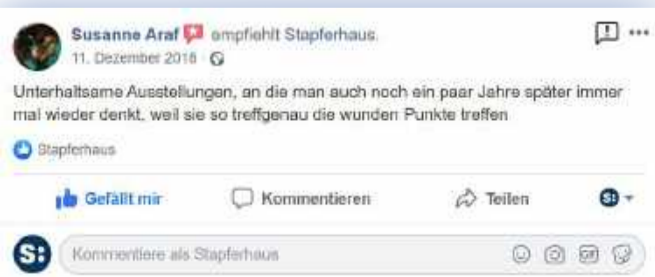 Susanne Araf empfiehlt Stapferhaus.
11. Dezember 2018
Unterhaltsame Ausstellungen, an die man auch noch ein paar Jahre später immer
mal wieder denkt, weil sie so treffgenau die wunden Punkte treffen
Stapferhaus
Gefällt mir Kommentieren Teilen S:
S: Kommentiere als Stapferhaus GIF